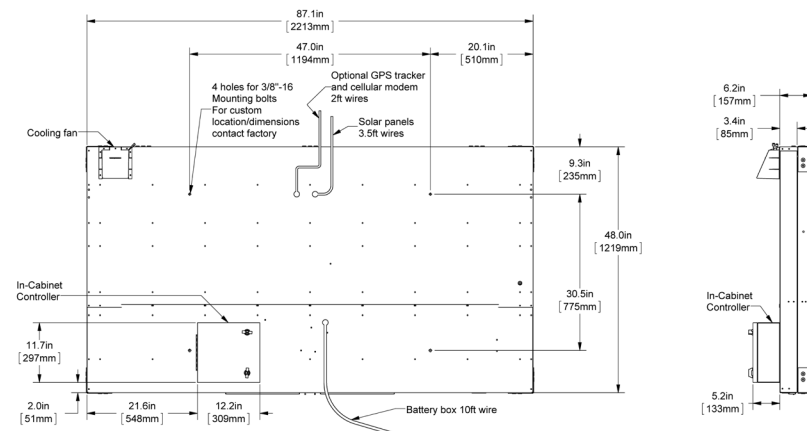 87.1in
[2213mm]
47.0in
[1194mm]
20.1in
[510mm]
4 holes for 3/8"-16
Mounting bolts
For custom
location/dimensions
contact factory
Optional GPS tracker
and cellular modem
2ft wires
Solar panels
3.5ft wires
Cooling fan
9.3in
[235mm]
48.0in
[1219mm]
30.5in
[775mm]
In-Cabinet
Controller
11.7in
[297mm]
2.0in
[51mm]
21.6in
[548mm]
12.2in
[309mm]
Battery box 10ft wire
6.2in
[157mm]
3.4in
[85mm]
In-Cabinet
Controller
5.2in
[133mm]